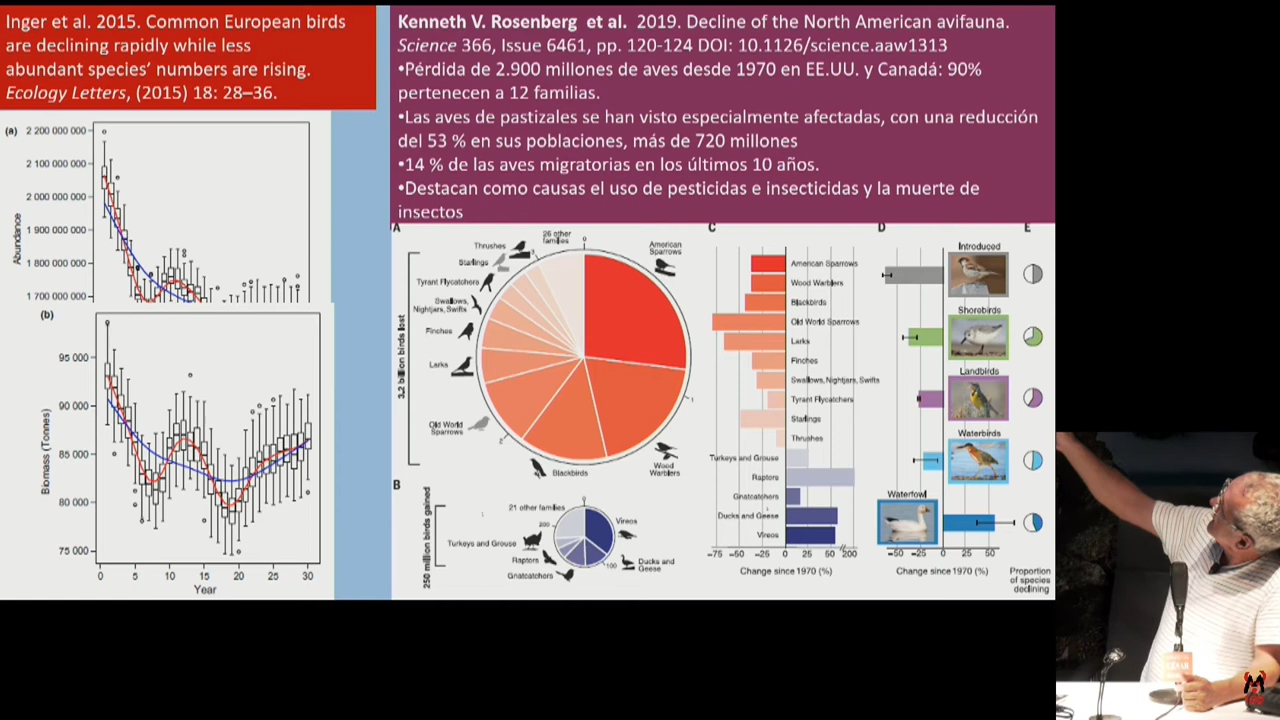 Inger et al. 2015. Common European birds
are declining rapidly while less
abundant species' numbers are rising.
Ecology Letters, (2015) 18: 28–36.
Kenneth V. Rosenberg et al. 2019. Decline of the North American avifauna.
Science 366, Issue 6461, pp. 120-124 DOI: 10.1126/science.aaw1313
•Pérdida de 2.900 millones de aves desde 1970 en EE.UU. y Canadá: 90%
pertenecen a 12 familias.
•Las aves de pastizales se han visto especialmente afectadas, con una reducción
del 53 % en sus poblaciones, más de 720 millones
•14 % de las aves migratorias en los últimos 10 años.
•Destacan como causas el uso de pesticidas e insecticidas y la muerte de
insectos
(a)
2 200 000 000
2 100 000 000
2 000 000 000
1 900 000 000
1 800 000 000
1 700 000 000
Abundance
(b)
95 000
90 000
85 000
80 000
75 000
Biomass (Tonnes)
0 5 10 15 20 25 30
Year
A
3.2 billion birds lost
26 other
families
0
American
Sparrows
Thrushes
3
Starlings
Tyrant Flycatchers
Swallows,
Nightjars, Swifts
Finches
Larks
Old World
Sparrows
2
Blackbirds
Wood
Warblers
1
B
250 million birds gained
21 other families
0
200
Vireos
Turkeys and Grouse
Raptors
Gnatcatchers
100
Ducks and
Geese
C
American Sparrows
Wood Warblers
Blackbirds
Old World Sparrows
Larks
Finches
Swallows, Nightjars, Swifts
Tyrant Flycatchers
Starlings
Thrushes
Turkeys and Grouse
Raptors
Gnatcatchers
Ducks and Geese
Vireos
−75 −50 −25 0 25 50 200
Change since 1970 (%)
D
Introduced
Shorebirds
Landbirds
Waterbirds
Waterfowl
−50 −25 0 25 50
Change since 1970 (%)
E
Proportion
of species
declining